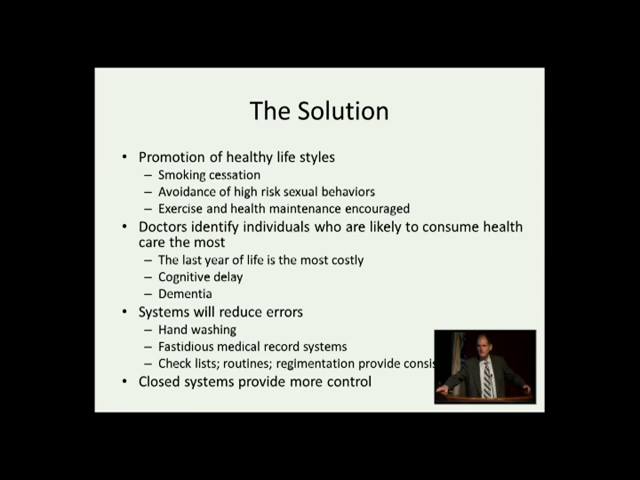 The Solution
• Promotion of healthy life styles
– Smoking cessation
– Avoidance of high risk sexual behaviors
– Exercise and health maintenance encouraged
• Doctors identify individuals who are likely to consume health
care the most
– The last year of life is the most costly
– Cognitive delay
– Dementia
• Systems will reduce errors
– Hand washing
– Fastidious medical record systems
– Check lists; routines; regimentation provide consis
• Closed systems provide more control